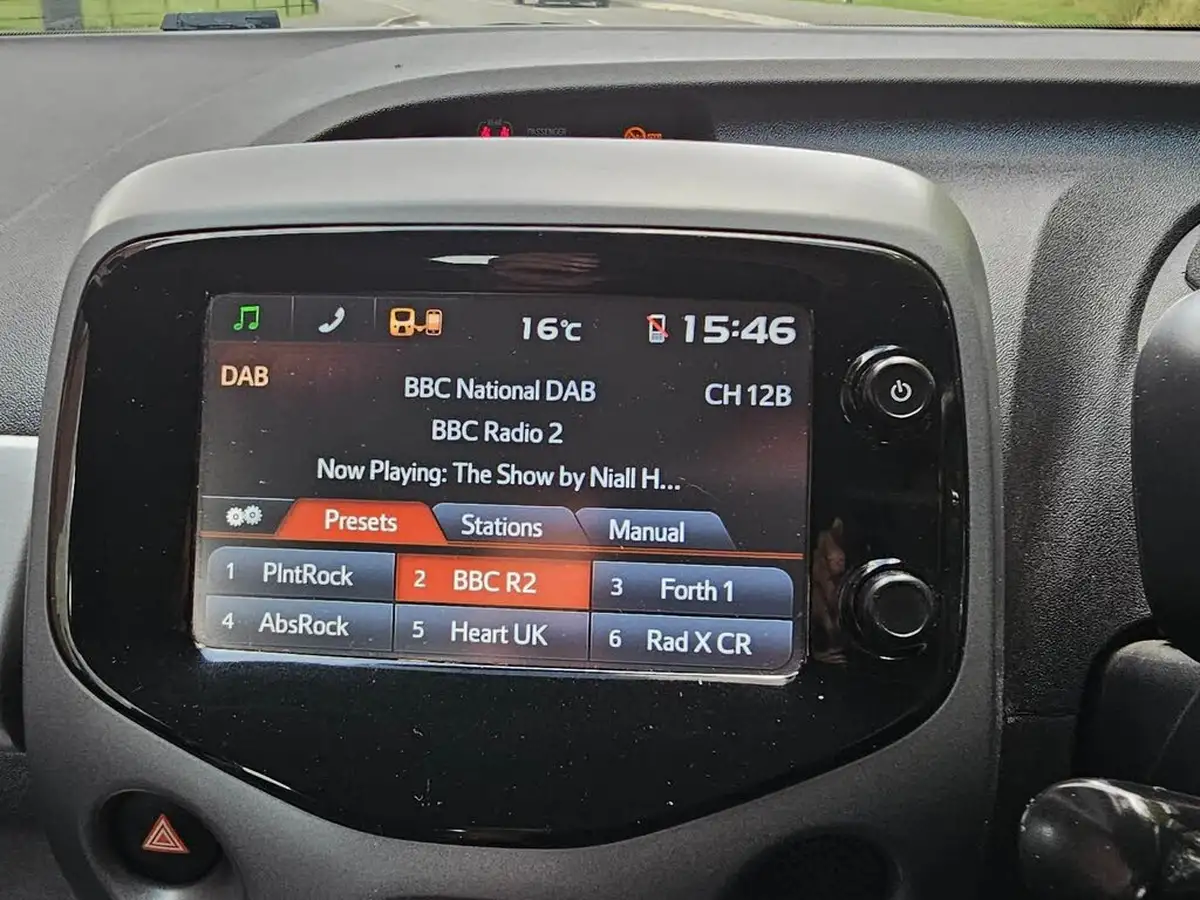 PASSENGER
16°C 15:46
DAB BBC National DAB CH 12B
BBC Radio 2
Now Playing: The Show by Niall H...
Presets Stations Manual
1 PlntRock 2 BBC R2 3 Forth 1
4 AbsRock 5 Heart UK 6 Rad X CR